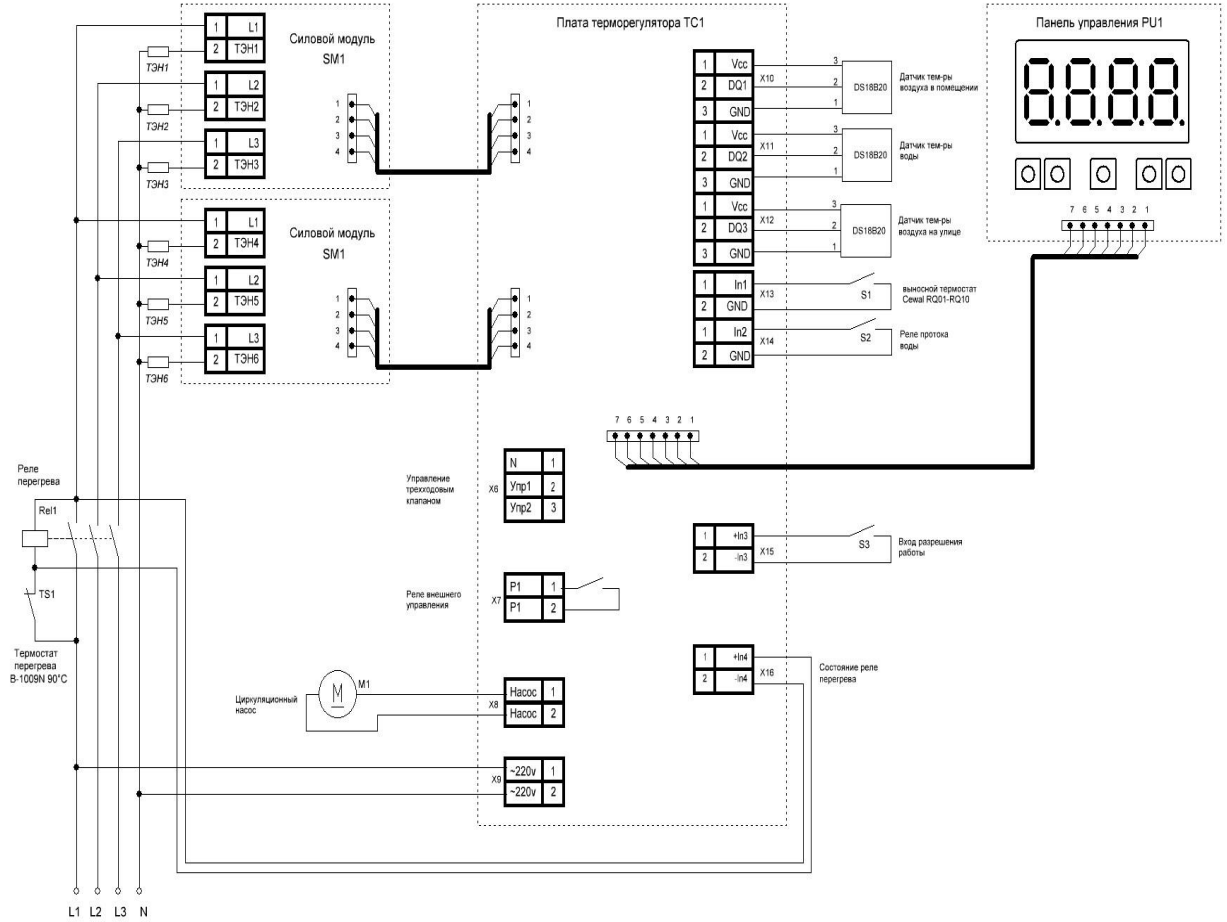 Силовой модуль
SM1
1 L1
2 ТЭН1
ТЭН1
1 L2
2 ТЭН2
ТЭН2
1 L3
2 ТЭН3
ТЭН3
1
2
3
4
1
2
3
4
Силовой модуль
SM1
1 L1
2 ТЭН4
ТЭН4
1 L2
2 ТЭН5
ТЭН5
1 L3
2 ТЭН6
ТЭН6
1
2
3
4
1
2
3
4
Плата терморегулятора TC1
1 Vcc
2 DQ1
3 GND
X10
3
2
1
DS18B20
Датчик тем-ры
воздуха в помещении
1 Vcc
2 DQ2
3 GND
X11
3
2
1
DS18B20
Датчик тем-ры
воды
1 Vcc
2 DQ3
3 GND
X12
3
2
1
DS18B20
Датчик тем-ры
воздуха на улице
1 In1
2 GND
X13
S1
выносной термостат
Cewal RQ01-RQ10
1 In2
2 GND
X14
S2
Реле протока
воды
Панель управления PU1
8.8.8.8.
7 6 5 4 3 2 1
7 6 5 4 3 2 1
Управление
трехходовым
клапаном
X6
N 1
Упр1 2
Упр2 3
1 +In3
2 -In3
X15
S3
Вход разрешения
работы
Реле внешнего
управления
X7
P1 1
P1 2
1 +In4
2 -In4
X16
Состояние реле
перегрева
Циркуляционный
насос
M
M1
X8
Насос 1
Насос 2
X9
~220v 1
~220v 2
Реле
перегрева
Rel1
TS1
Термостат
перегрева
B-1009N 90°C
L1 L2 L3 N